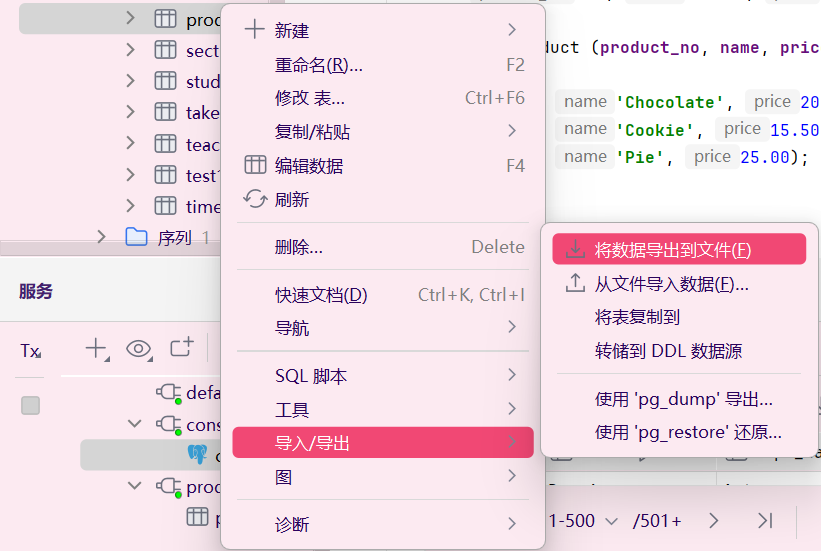 prod
sect
stud
take
teac
test1
time
序列 1
服务
Tx
defa
cons
prod
新建
重命名(R)... F2
修改 表... Ctrl+F6
复制/粘贴
编辑数据 F4
刷新
删除... Delete
快速文档(D) Ctrl+K, Ctrl+I
导航
SQL 脚本
工具
导入/导出
图
诊断
duct (product_no, name, pric
name 'Chocolate', price 20
name 'Cookie', price 15.50
name 'Pie', price 25.00);
将数据导出到文件(F)
从文件导入数据(F)...
将表复制到
转储到 DDL 数据源
使用 'pg_dump' 导出...
使用 'pg_restore' 还原...
1-500 /501+